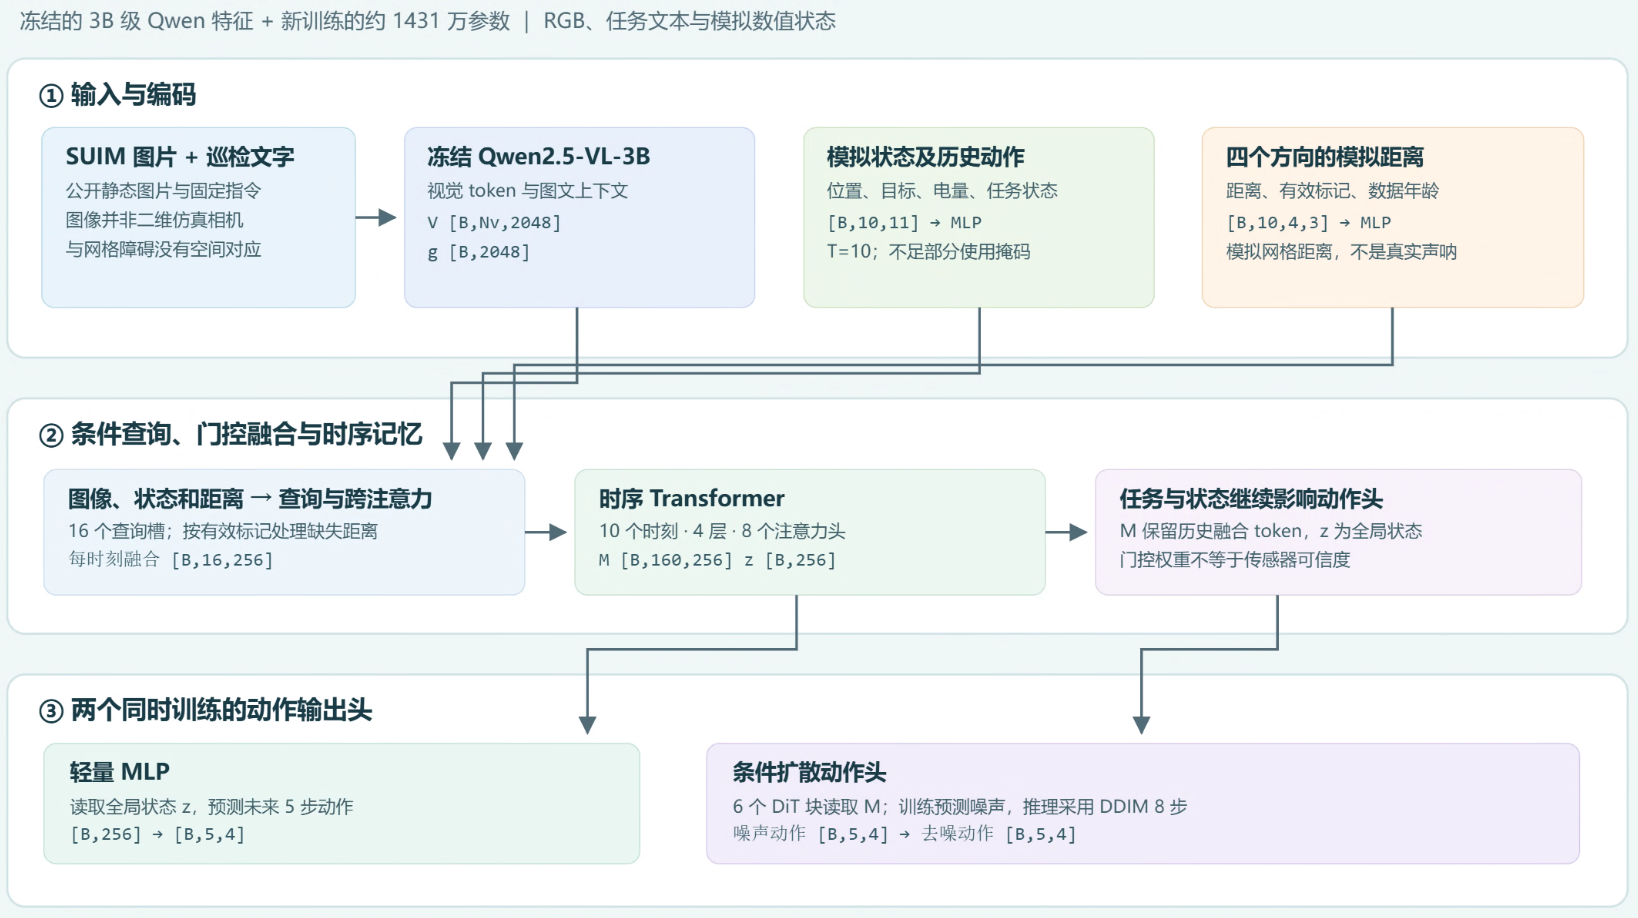 冻结的 3B 级 Qwen 特征 + 新训练的约 1431 万参数 | RGB、任务文本与模拟数值状态
① 输入与编码
SUIM 图片 + 巡检文字
公开静态图片与固定指令
图像并非二维仿真相机
与网格障碍没有空间对应
冻结 Qwen2.5-VL-3B
视觉 token 与图文上下文
V [B,Nv,2048]
g [B,2048]
模拟状态及历史动作
位置、目标、电量、任务状态
[B,10,11] → MLP
T=10；不足部分使用掩码
四个方向的模拟距离
距离、有效标记、数据年龄
[B,10,4,3] → MLP
模拟网格距离，不是真实声呐
② 条件查询、门控融合与时序记忆
图像、状态和距离 → 查询与跨注意力
16 个查询槽；按有效标记处理缺失距离
每时刻融合 [B,16,256]
时序 Transformer
10 个时刻 · 4 层 · 8 个注意力头
M [B,160,256] z [B,256]
任务与状态继续影响动作头
M 保留历史融合 token，z 为全局状态
门控权重不等于传感器可信度
③ 两个同时训练的动作输出头
轻量 MLP
读取全局状态 z，预测未来 5 步动作
[B,256] → [B,5,4]
条件扩散动作头
6 个 DiT 块读取 M；训练预测噪声，推理采用 DDIM 8 步
噪声动作 [B,5,4] → 去噪动作 [B,5,4]